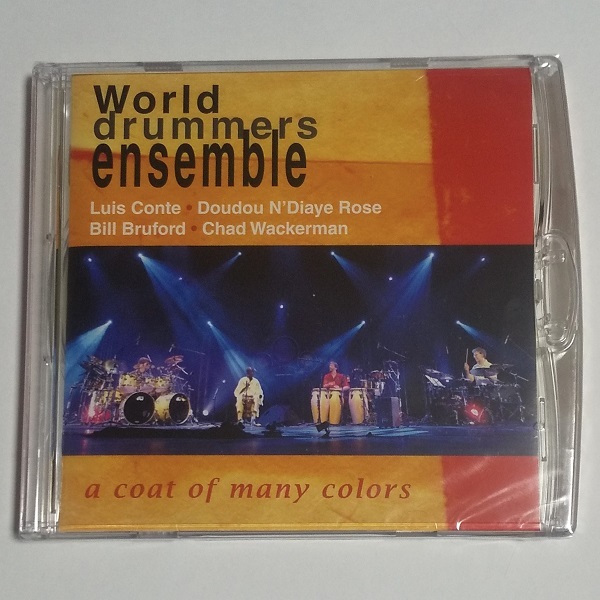 World
drummers
ensemble
Luis Conte • Doudou N'Diaye Rose
Bill Bruford • Chad Wackerman
a coat of many colors